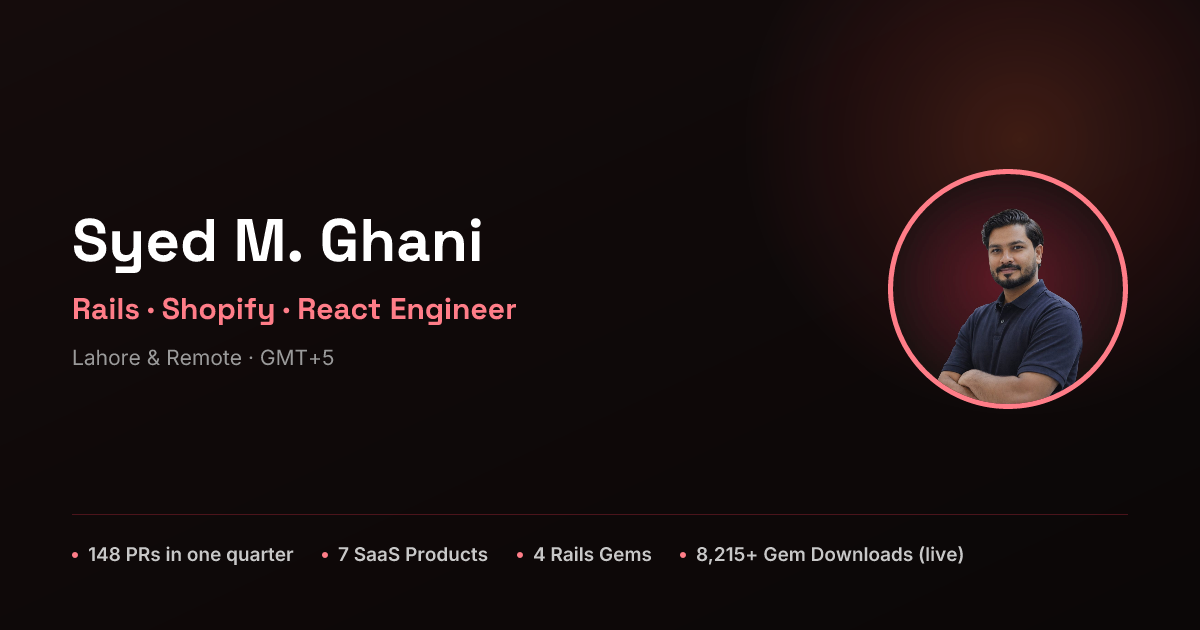 Syed M. Ghani
Rails · Shopify · React Engineer
Lahore & Remote · GMT+5
• 148 PRs in one quarter • 7 SaaS Products • 4 Rails Gems • 8,215+ Gem Downloads (live)